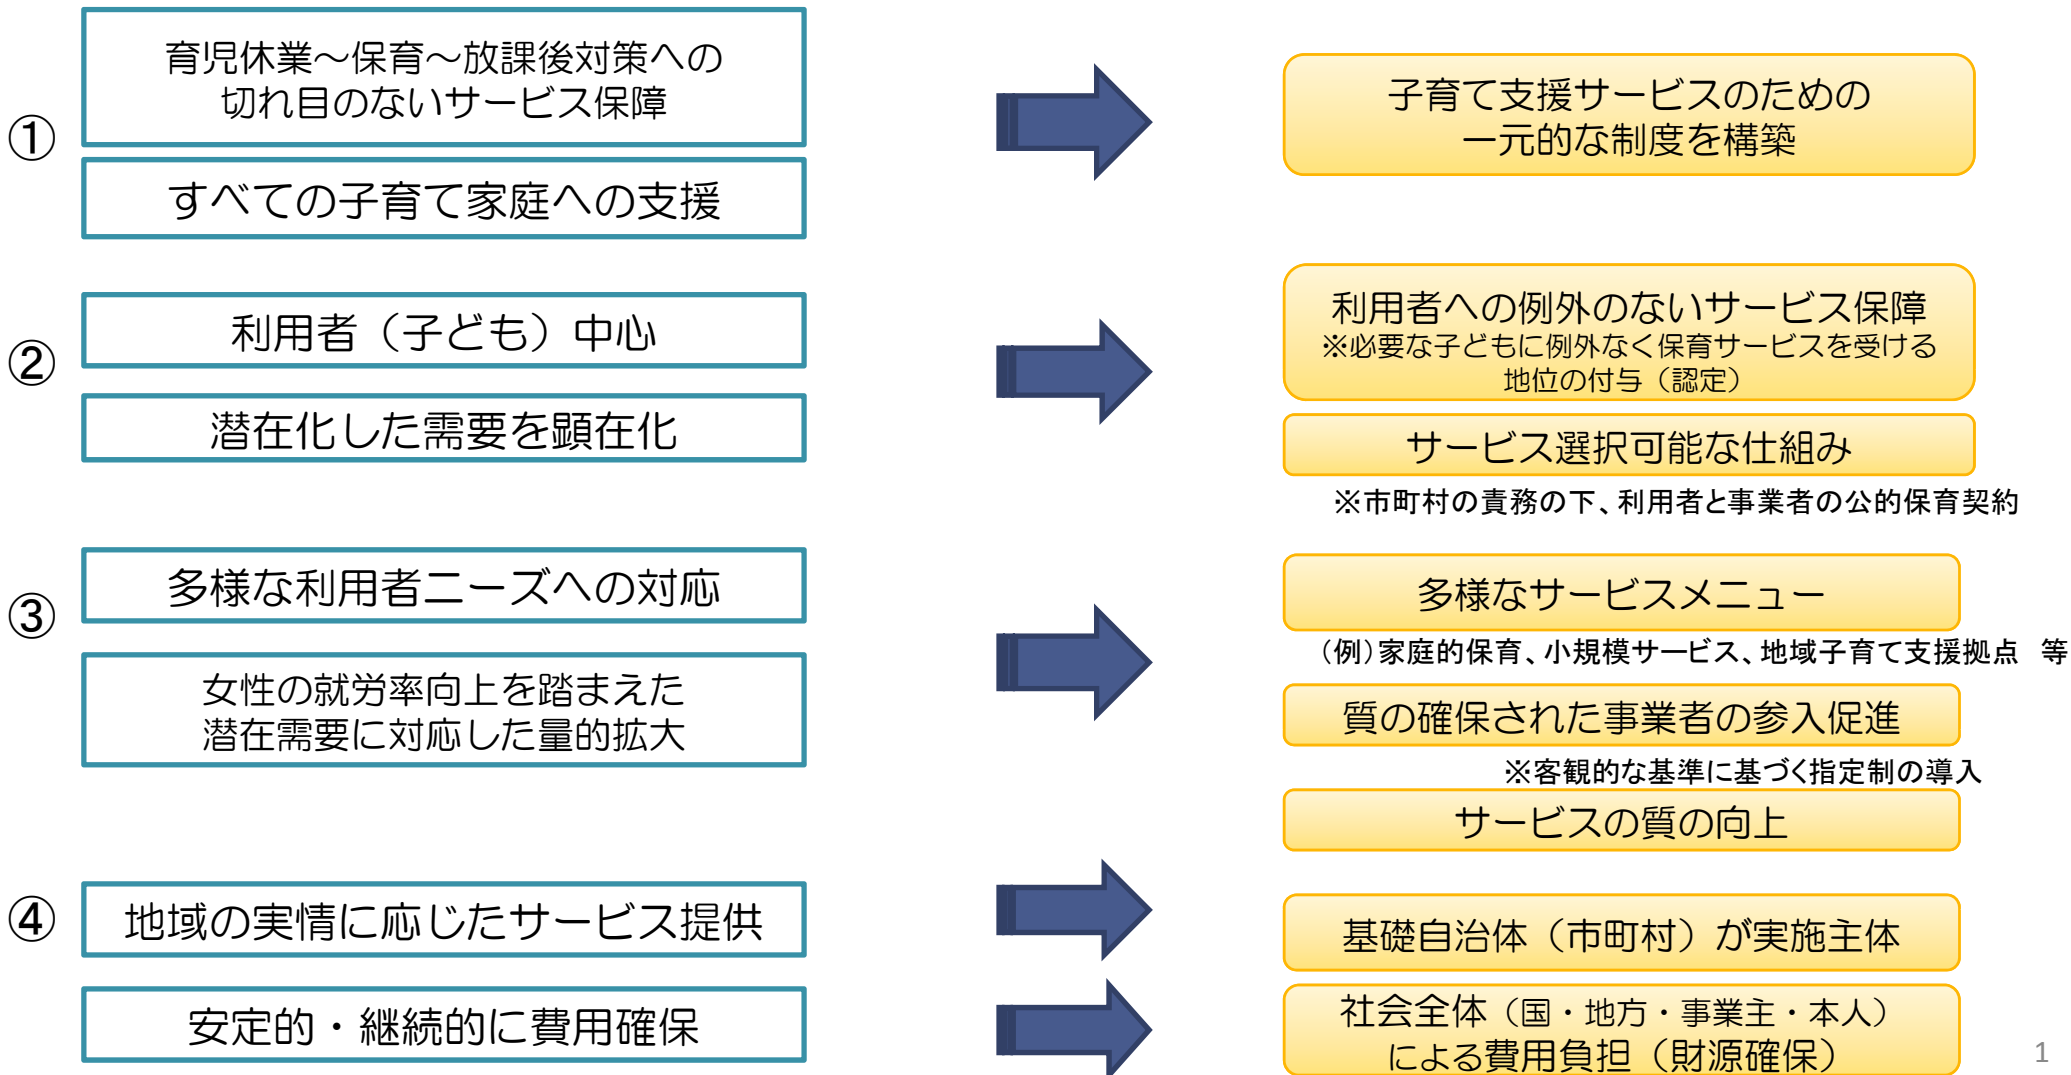 ①
育児休業～保育～放課後対策への
切れ目のないサービス保障
すべての子育て家庭への支援
子育て支援サービスのための
一元的な制度を構築
②
利用者（子ども）中心
潜在化した需要を顕在化
利用者への例外のないサービス保障
※必要な子どもに例外なく保育サービスを受ける
地位の付与（認定）
サービス選択可能な仕組み
※市町村の責務の下、利用者と事業者の公的保育契約
③
多様な利用者ニーズへの対応
女性の就労率向上を踏まえた
潜在需要に対応した量的拡大
多様なサービスメニュー
（例）家庭的保育、小規模サービス、地域子育て支援拠点　等
質の確保された事業者の参入促進
※客観的な基準に基づく指定制の導入
サービスの質の向上
④
地域の実情に応じたサービス提供
基礎自治体（市町村）が実施主体
安定的・継続的に費用確保
社会全体（国・地方・事業主・本人）
による費用負担（財源確保）
1